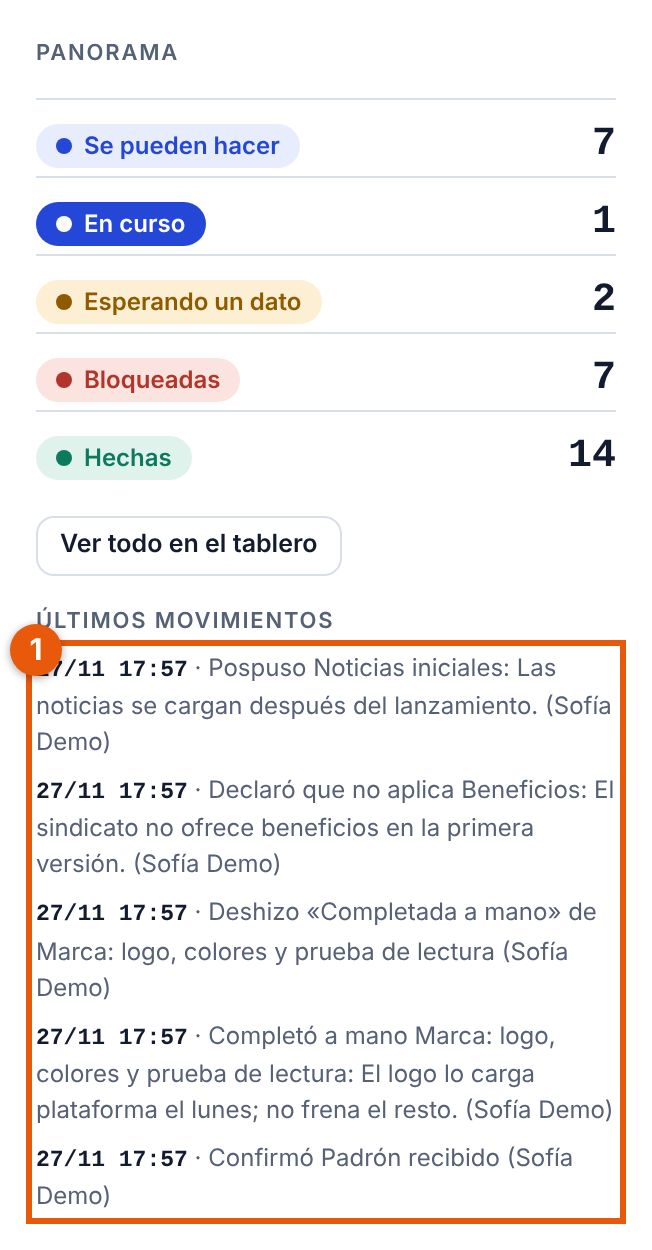 PANORAMA
Se pueden hacer 7
En curso 1
Esperando un dato 2
Bloqueadas 7
Hechas 14
Ver todo en el tablero
ÚLTIMOS MOVIMIENTOS
1
27/11 17:57 · Pospuso Noticias iniciales: Las
noticias se cargan después del lanzamiento. (Sofía
Demo)
27/11 17:57 · Declaró que no aplica Beneficios: El
sindicato no ofrece beneficios en la primera
versión. (Sofía Demo)
27/11 17:57 · Deshizo «Completada a mano» de
Marca: logo, colores y prueba de lectura (Sofía
Demo)
27/11 17:57 · Completó a mano Marca: logo,
colores y prueba de lectura: El logo lo carga
plataforma el lunes; no frena el resto. (Sofía Demo)
27/11 17:57 · Confirmó Padrón recibido (Sofía
Demo)